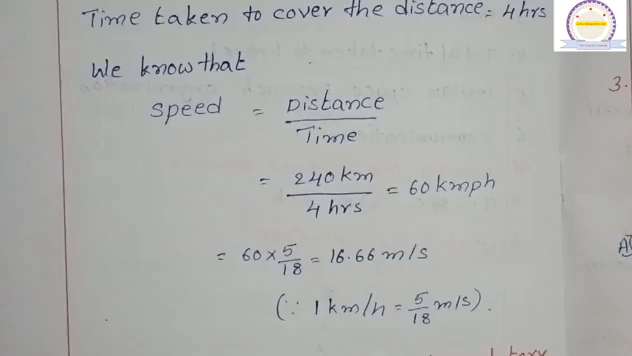 Time taken to cover the distance = 4 hrs
We know that
Speed = Distance / Time
= 240 km / 4 hrs = 60 kmph
= 60 × 5/18 = 16.66 m/s
(∵ 1 km/h = 5/18 m/s).
3.